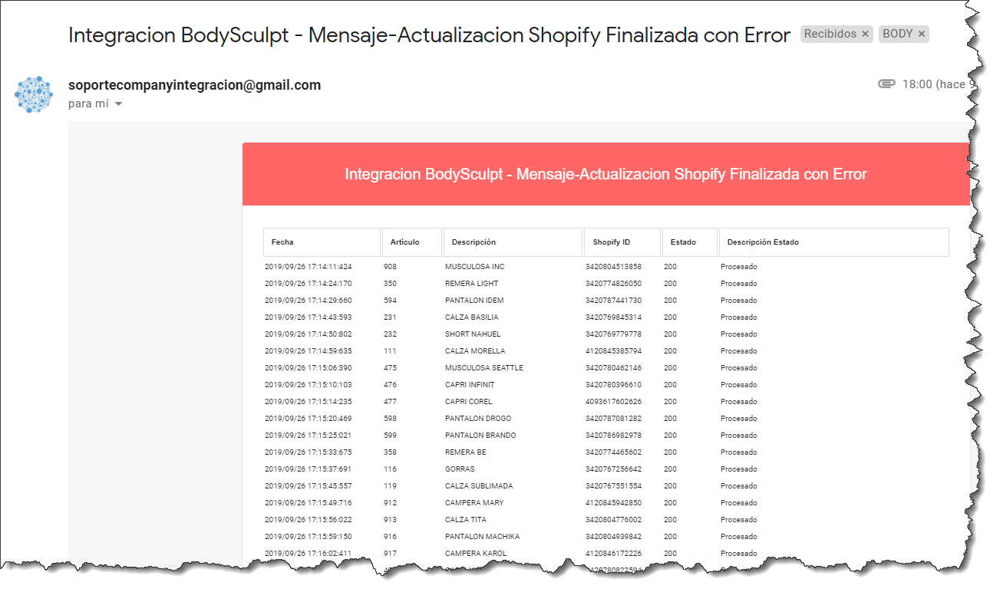 Integracion BodySculpt - Mensaje-Actualizacion Shopify Finalizada con Error Recibidos × BODY ×
soportecompanyintegracion@gmail.com 18:00 (hace
para mí
Integracion BodySculpt - Mensaje-Actualizacion Shopify Finalizada con Error
Fecha Artículo Descripción Shopify ID Estado Descripción Estado
2019/09/26 17:14:11:424 908 MUSCULOSA INC 3420804513858 200 Procesado
2019/09/26 17:14:24:170 350 REMERA LIGHT 3420774826050 200 Procesado
2019/09/26 17:14:29:660 594 PANTALON IDEM 3420787441730 200 Procesado
2019/09/26 17:14:43:593 231 CALZA BASILIA 3420769845314 200 Procesado
2019/09/26 17:14:50:802 232 SHORT NAHUEL 3420769779778 200 Procesado
2019/09/26 17:14:59:635 111 CALZA MORELLA 4120845385794 200 Procesado
2019/09/26 17:15:06:390 475 MUSCULOSA SEATTLE 3420780462146 200 Procesado
2019/09/26 17:15:10:103 476 CAPRI INFINIT 3420780396610 200 Procesado
2019/09/26 17:15:14:235 477 CAPRI COREL 4093617602626 200 Procesado
2019/09/26 17:15:20:469 598 PANTALON DROGO 3420787081282 200 Procesado
2019/09/26 17:15:25:021 599 PANTALON BRANDO 3420786982978 200 Procesado
2019/09/26 17:15:33:675 358 REMERA BE 3420774465602 200 Procesado
2019/09/26 17:15:37:691 116 GORRAS 3420767256642 200 Procesado
2019/09/26 17:15:45:557 119 CALZA SUBLIMADA 3420767551554 200 Procesado
2019/09/26 17:15:49:716 912 CAMPERA MARY 4120845942850 200 Procesado
2019/09/26 17:15:56:022 913 CALZA TITA 3420804776002 200 Procesado
2019/09/26 17:15:59:150 916 PANTALON MACHIKA 3420804939842 200 Procesado
2019/09/26 17:16:02:411 917 CAMPERA KAROL 4120846172226 200 Procesado